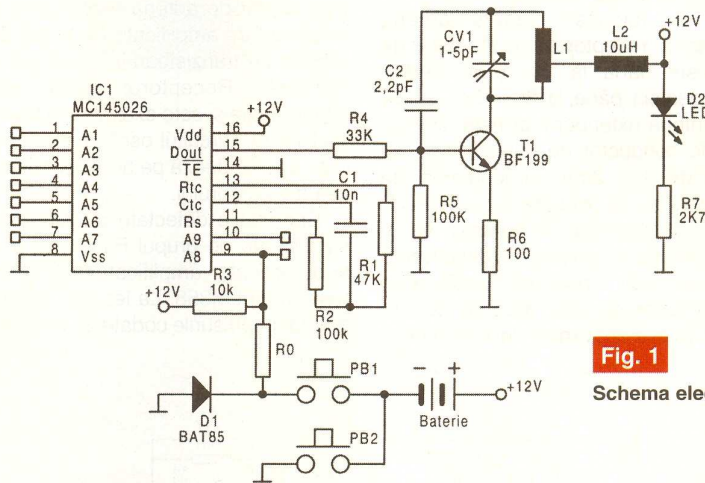 IC1
MC145026
+12V
1 A1 Vdd 16
2 A2 Dout 15
3 A3 TE 14
4 A4 Rtc 13
5 A5 Ctc 12
6 A6 Rs 11
7 A7 A9 10
8 Vss A8 9
R4
33K
C1
10n
C2
2,2pF
CV1
1-5pF
L1
L2
10uH
+12V
D2
LED
T1
BF199
R5
100K
R6
100
R7
2K7
R1
47K
R2
100k
R3
10k
+12V
R0
D1
BAT85
PB1
PB2
- +
Baterie
+12V
Fig. 1
Schema ele